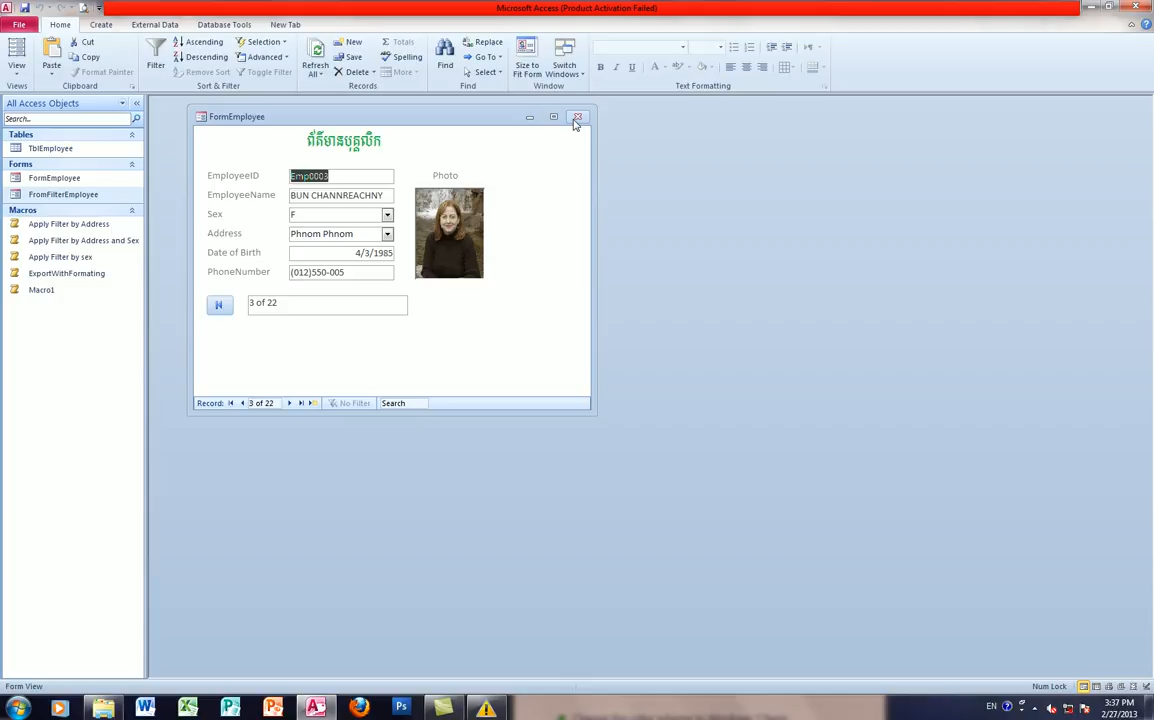 Microsoft Access (Product Activation Failed)
File Home Create External Data Database Tools New Tab
View
Paste
Cut
Copy
Format Painter
Filter
Ascending
Descending
Remove Sort
Selection
Advanced
Toggle Filter
Refresh All
New
Save
Delete
Totals
Spelling
More
Find
Replace
Go To
Select
Size to Fit Form
Switch Windows
Views Clipboard Sort & Filter Records Find Window Text Formatting
All Access Objects
Search...
Tables
TblEmployee
Forms
FormEmployee
FromFilterEmployee
Macros
Apply Filter by Address
Apply Filter by Address and Sex
Apply Filter by sex
ExportWithFormating
Macro1
FormEmployee
ព័ត៌មានបុគ្គលិក
EmployeeID Emp0003 Photo
EmployeeName BUN CHANNREACHNY
Sex F
Address Phnom Phnom
Date of Birth 4/3/1985
PhoneNumber (012)550-005
3 of 22
Record: 3 of 22 No Filter Search
Form View Num Lock
EN 3:37 PM
2/27/2013